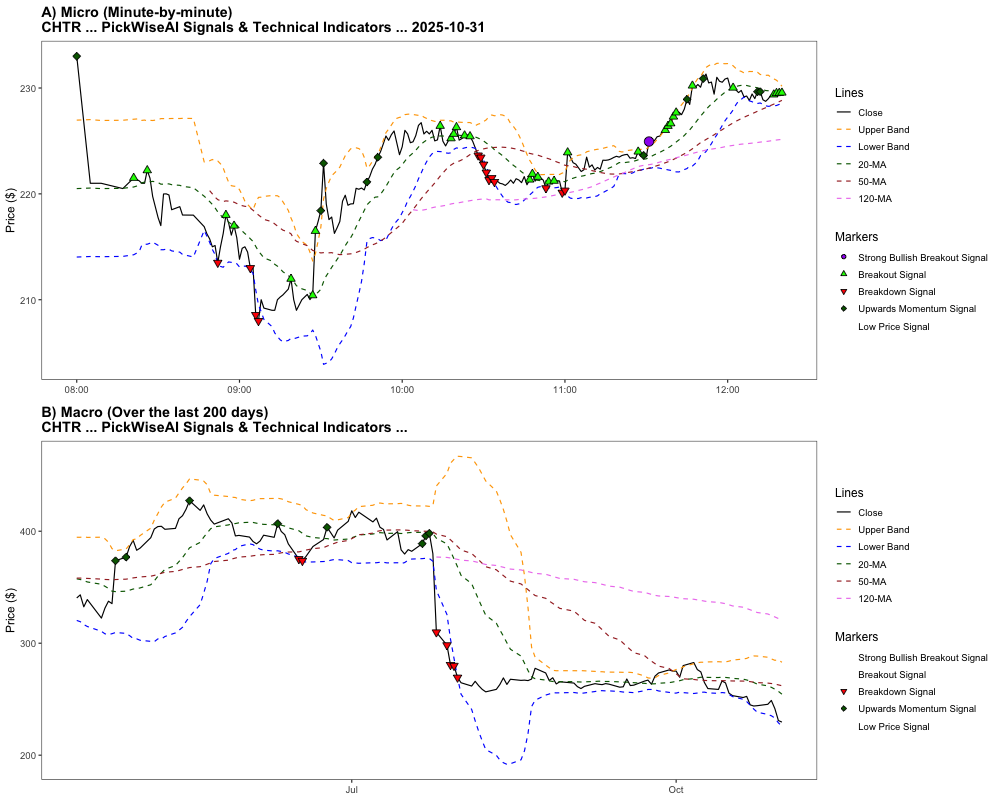 A) Micro (Minute-by-minute)
CHTR ... PickWiseAI Signals & Technical Indicators ... 2025-10-31
Price ($)
230
220
210
08:00
09:00
10:00
11:00
12:00
Lines
Close
Upper Band
Lower Band
20-MA
50-MA
120-MA
Markers
Strong Bullish Breakout Signal
Breakout Signal
Breakdown Signal
Upwards Momentum Signal
Low Price Signal
B) Macro (Over the last 200 days)
CHTR ... PickWiseAI Signals & Technical Indicators ...
Price ($)
400
300
200
Jul
Oct
Lines
Close
Upper Band
Lower Band
20-MA
50-MA
120-MA
Markers
Strong Bullish Breakout Signal
Breakout Signal
Breakdown Signal
Upwards Momentum Signal
Low Price Signal